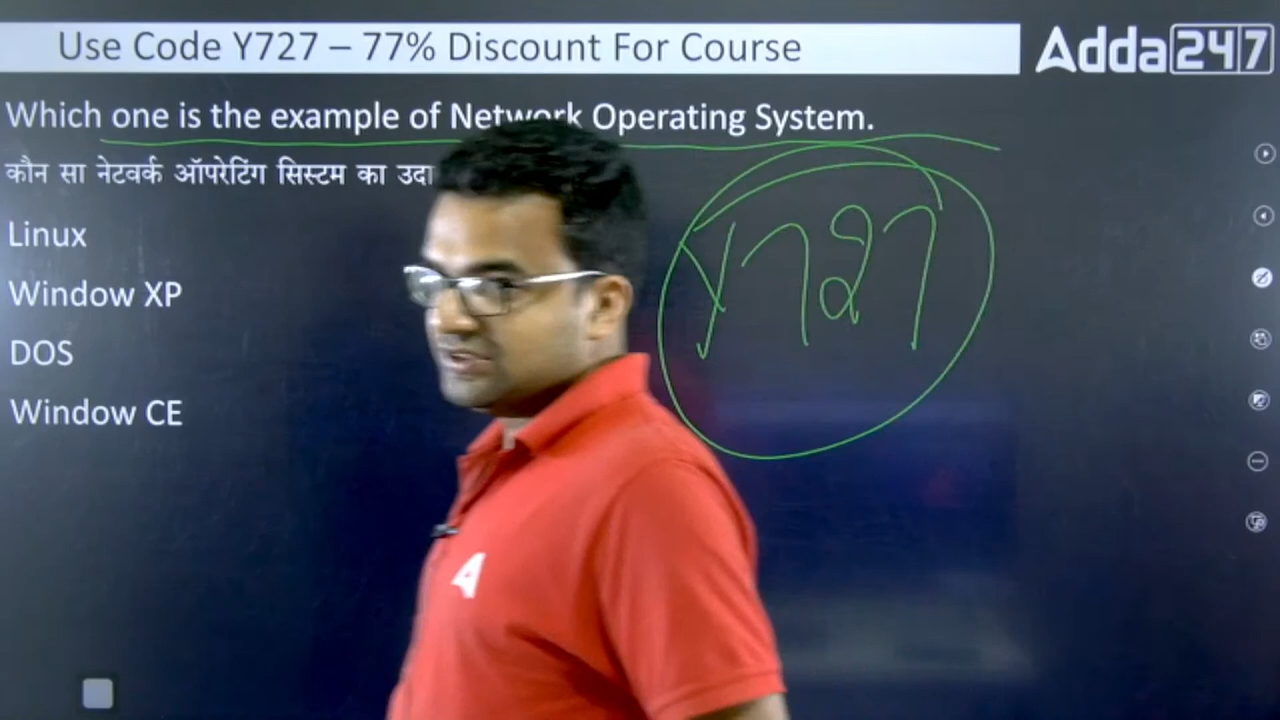 Use Code Y727 – 77% Discount For Course
Adda247
Which one is the example of Network Operating System.
कौन सा नेटवर्क ऑपरेटिंग सिस्टम का
Linux
Y727
Window XP
DOS
Window CE
A